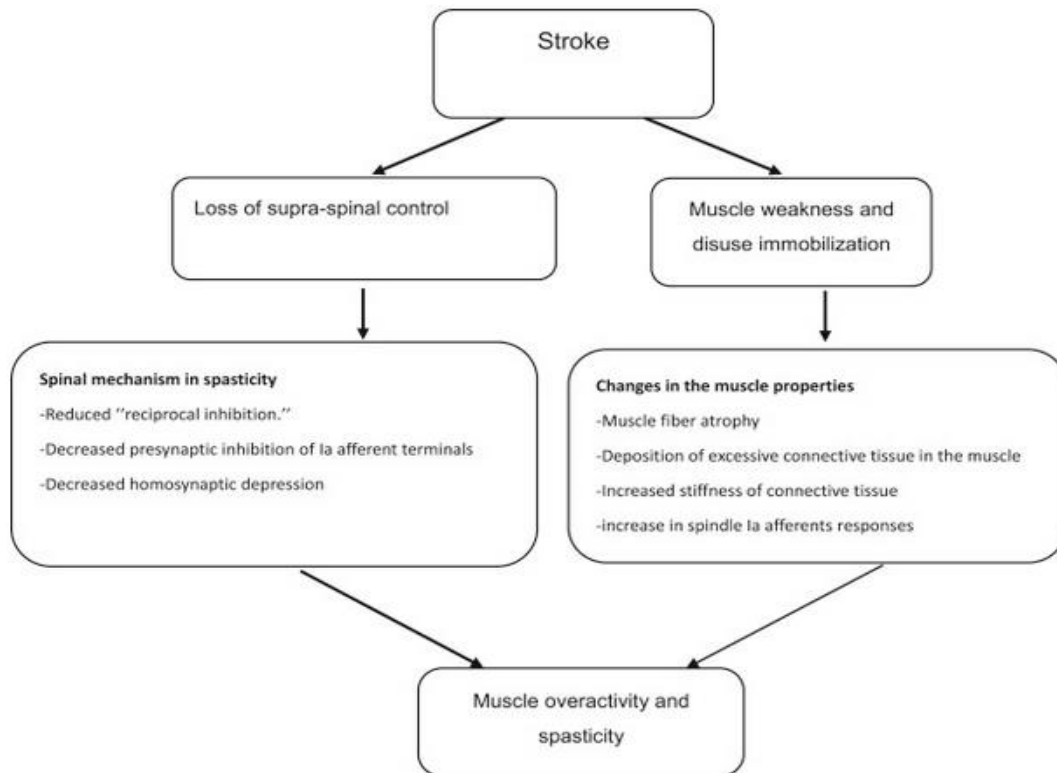 Stroke
Loss of supra-spinal control
Muscle weakness and
disuse immobilization
Spinal mechanism in spasticity
-Reduced ‘‘reciprocal inhibition.’’
-Decreased presynaptic inhibition of Ia afferent terminals
-Decreased homosynaptic depression
Changes in the muscle properties
-Muscle fiber atrophy
-Deposition of excessive connective tissue in the muscle
-Increased stiffness of connective tissue
-increase in spindle Ia afferents responses
Muscle overactivity and
spasticity